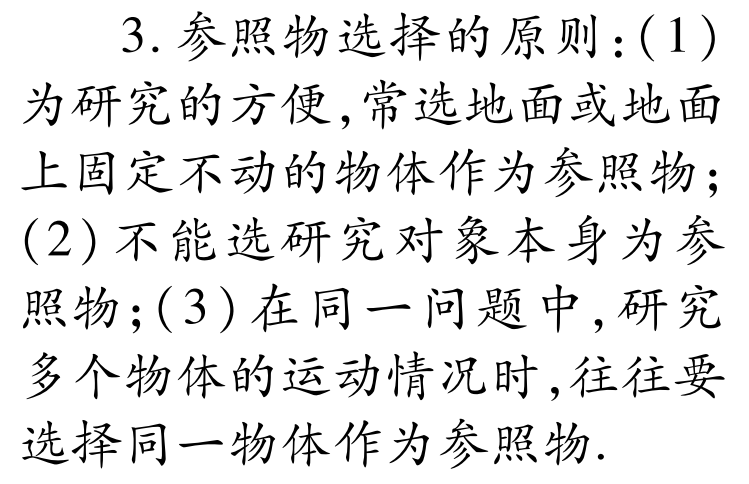 3. 参照物选择的原则:(1)
为研究的方便,常选地面或地面
上固定不动的物体作为参照物;
(2)不能选研究对象本身为参
照物;(3)在同一问题中,研究
多个物体的运动情况时,往往要
选择同一物体作为参照物.